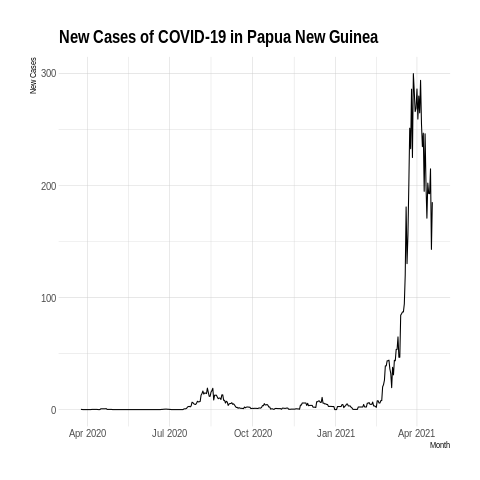 New Cases of COVID-19 in Papua New Guinea
New Cases
300
200
100
0
Apr 2020 Jul 2020 Oct 2020 Jan 2021 Apr 2021
Month